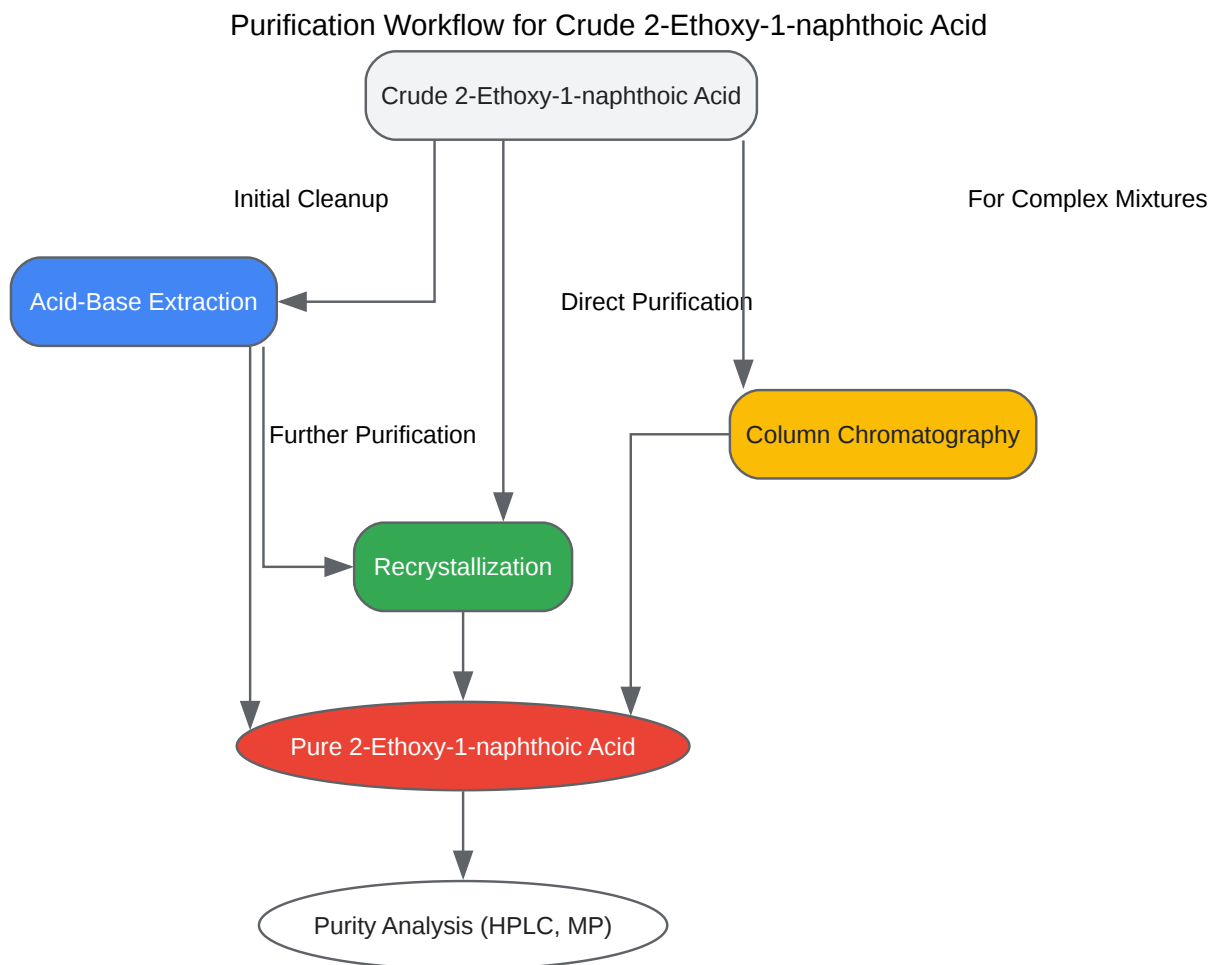 Purification Workflow for Crude 2-Ethoxy-1-naphthoic Acid
Crude 2-Ethoxy-1-naphthoic Acid
Initial Cleanup
For Complex Mixtures
Acid-Base Extraction
Direct Purification
Further Purification
Column Chromatography
Recrystallization
Pure 2-Ethoxy-1-naphthoic Acid
Purity Analysis (HPLC, MP)